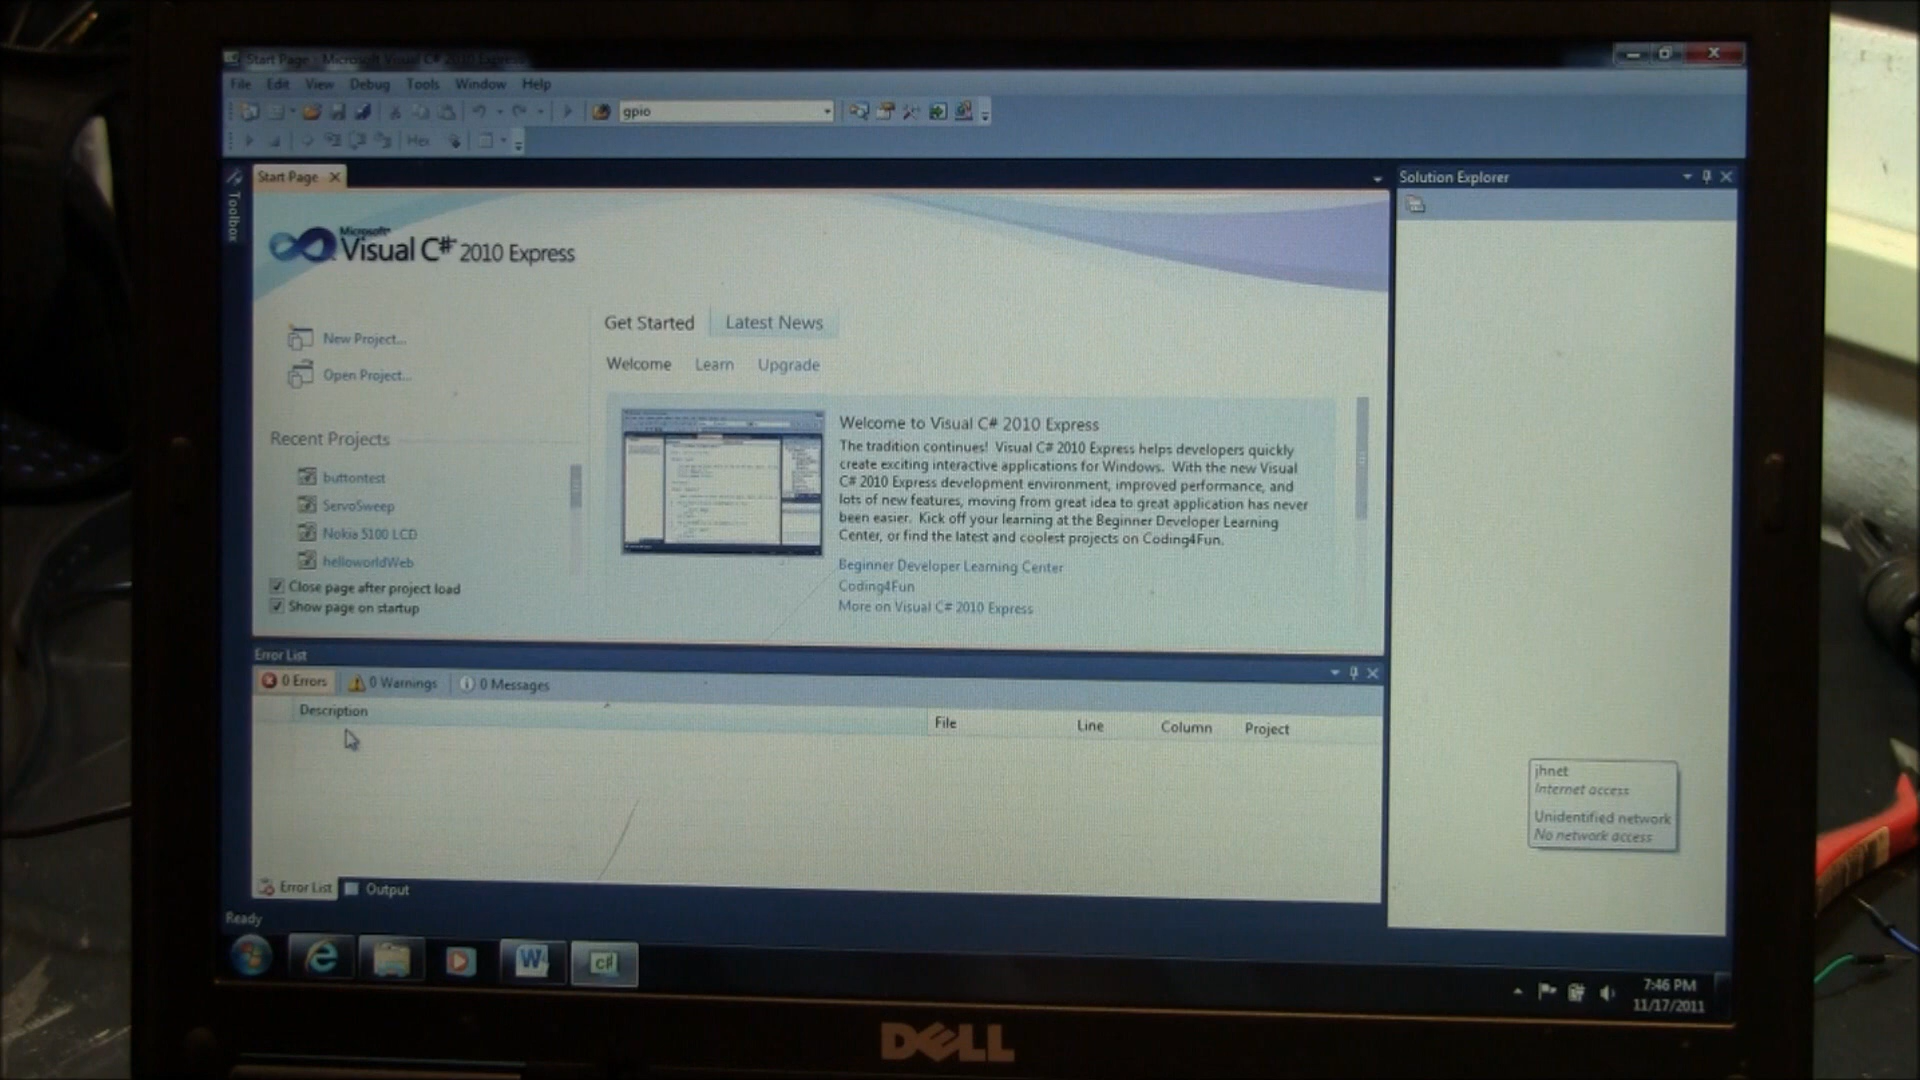 Start Page - Microsoft Visual C# 2010 Express
File Edit View Debug Tools Window Help
gpio
Hex
Toolbox
Start Page
Solution Explorer
Microsoft
Visual C# 2010 Express
New Project...
Open Project...
Recent Projects
buttontest
ServoSweep
Nokia 5100 LCD
helloworldWeb
Close page after project load
Show page on startup
Get Started Latest News
Welcome Learn Upgrade
Welcome to Visual C# 2010 Express
The tradition continues! Visual C# 2010 Express helps developers quickly
create exciting interactive applications for Windows. With the new Visual
C# 2010 Express development environment, improved performance, and
lots of new features, moving from great idea to great application has never
been easier. Kick off your learning at the Beginner Developer Learning
Center, or find the latest and coolest projects on Coding4Fun.
Beginner Developer Learning Center
Coding4Fun
More on Visual C# 2010 Express
Error List
0 Errors 0 Warnings 0 Messages
Description File Line Column Project
jhnet
Internet access
Unidentified network
No network access
Error List Output
Ready
W C#
7:46 PM
11/17/2011
DELL